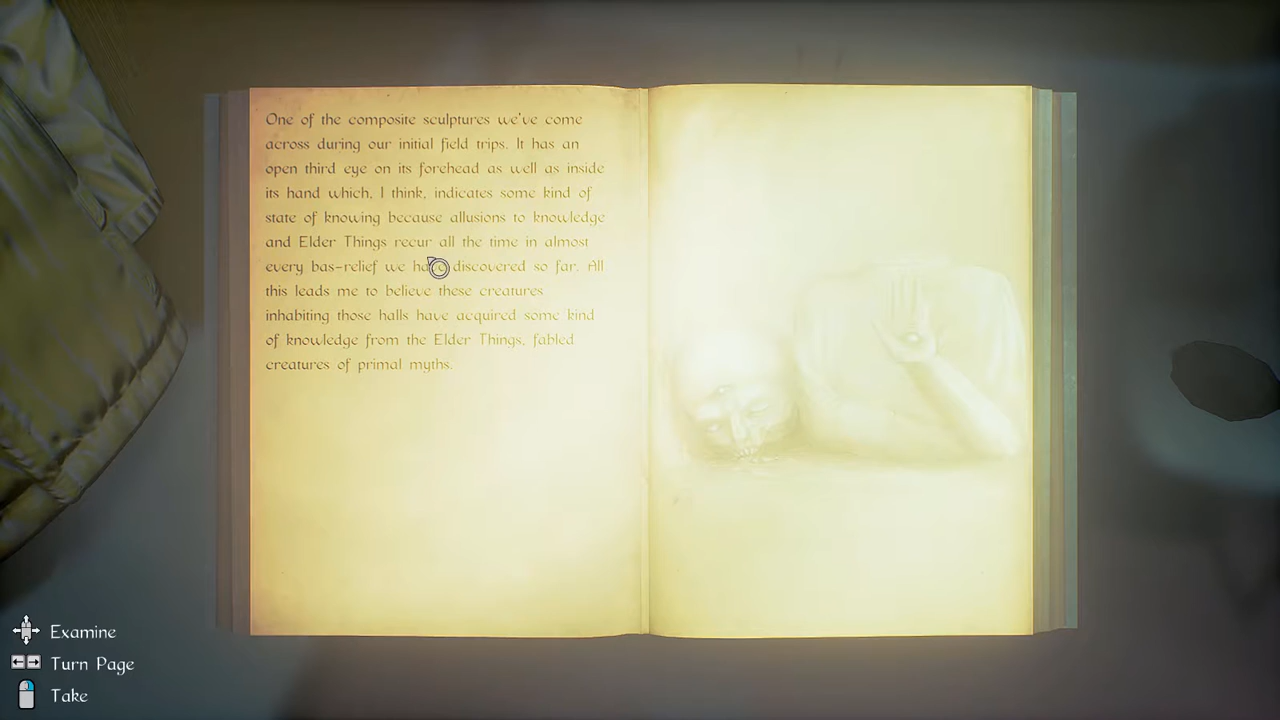 One of the composite sculptures we've come
across during our initial field trips. It has an
open third eye on its forehead as well as inside
its hand which, I think, indicates some kind of
state of knowing because allusions to knowledge
and Elder Things recur all the time in almost
every bas-relief we have discovered so far. All
this leads me to believe these creatures
inhabiting those halls have acquired some kind
of knowledge from the Elder Things, fabled
creatures of primal myths.
Examine
Turn Page
Take